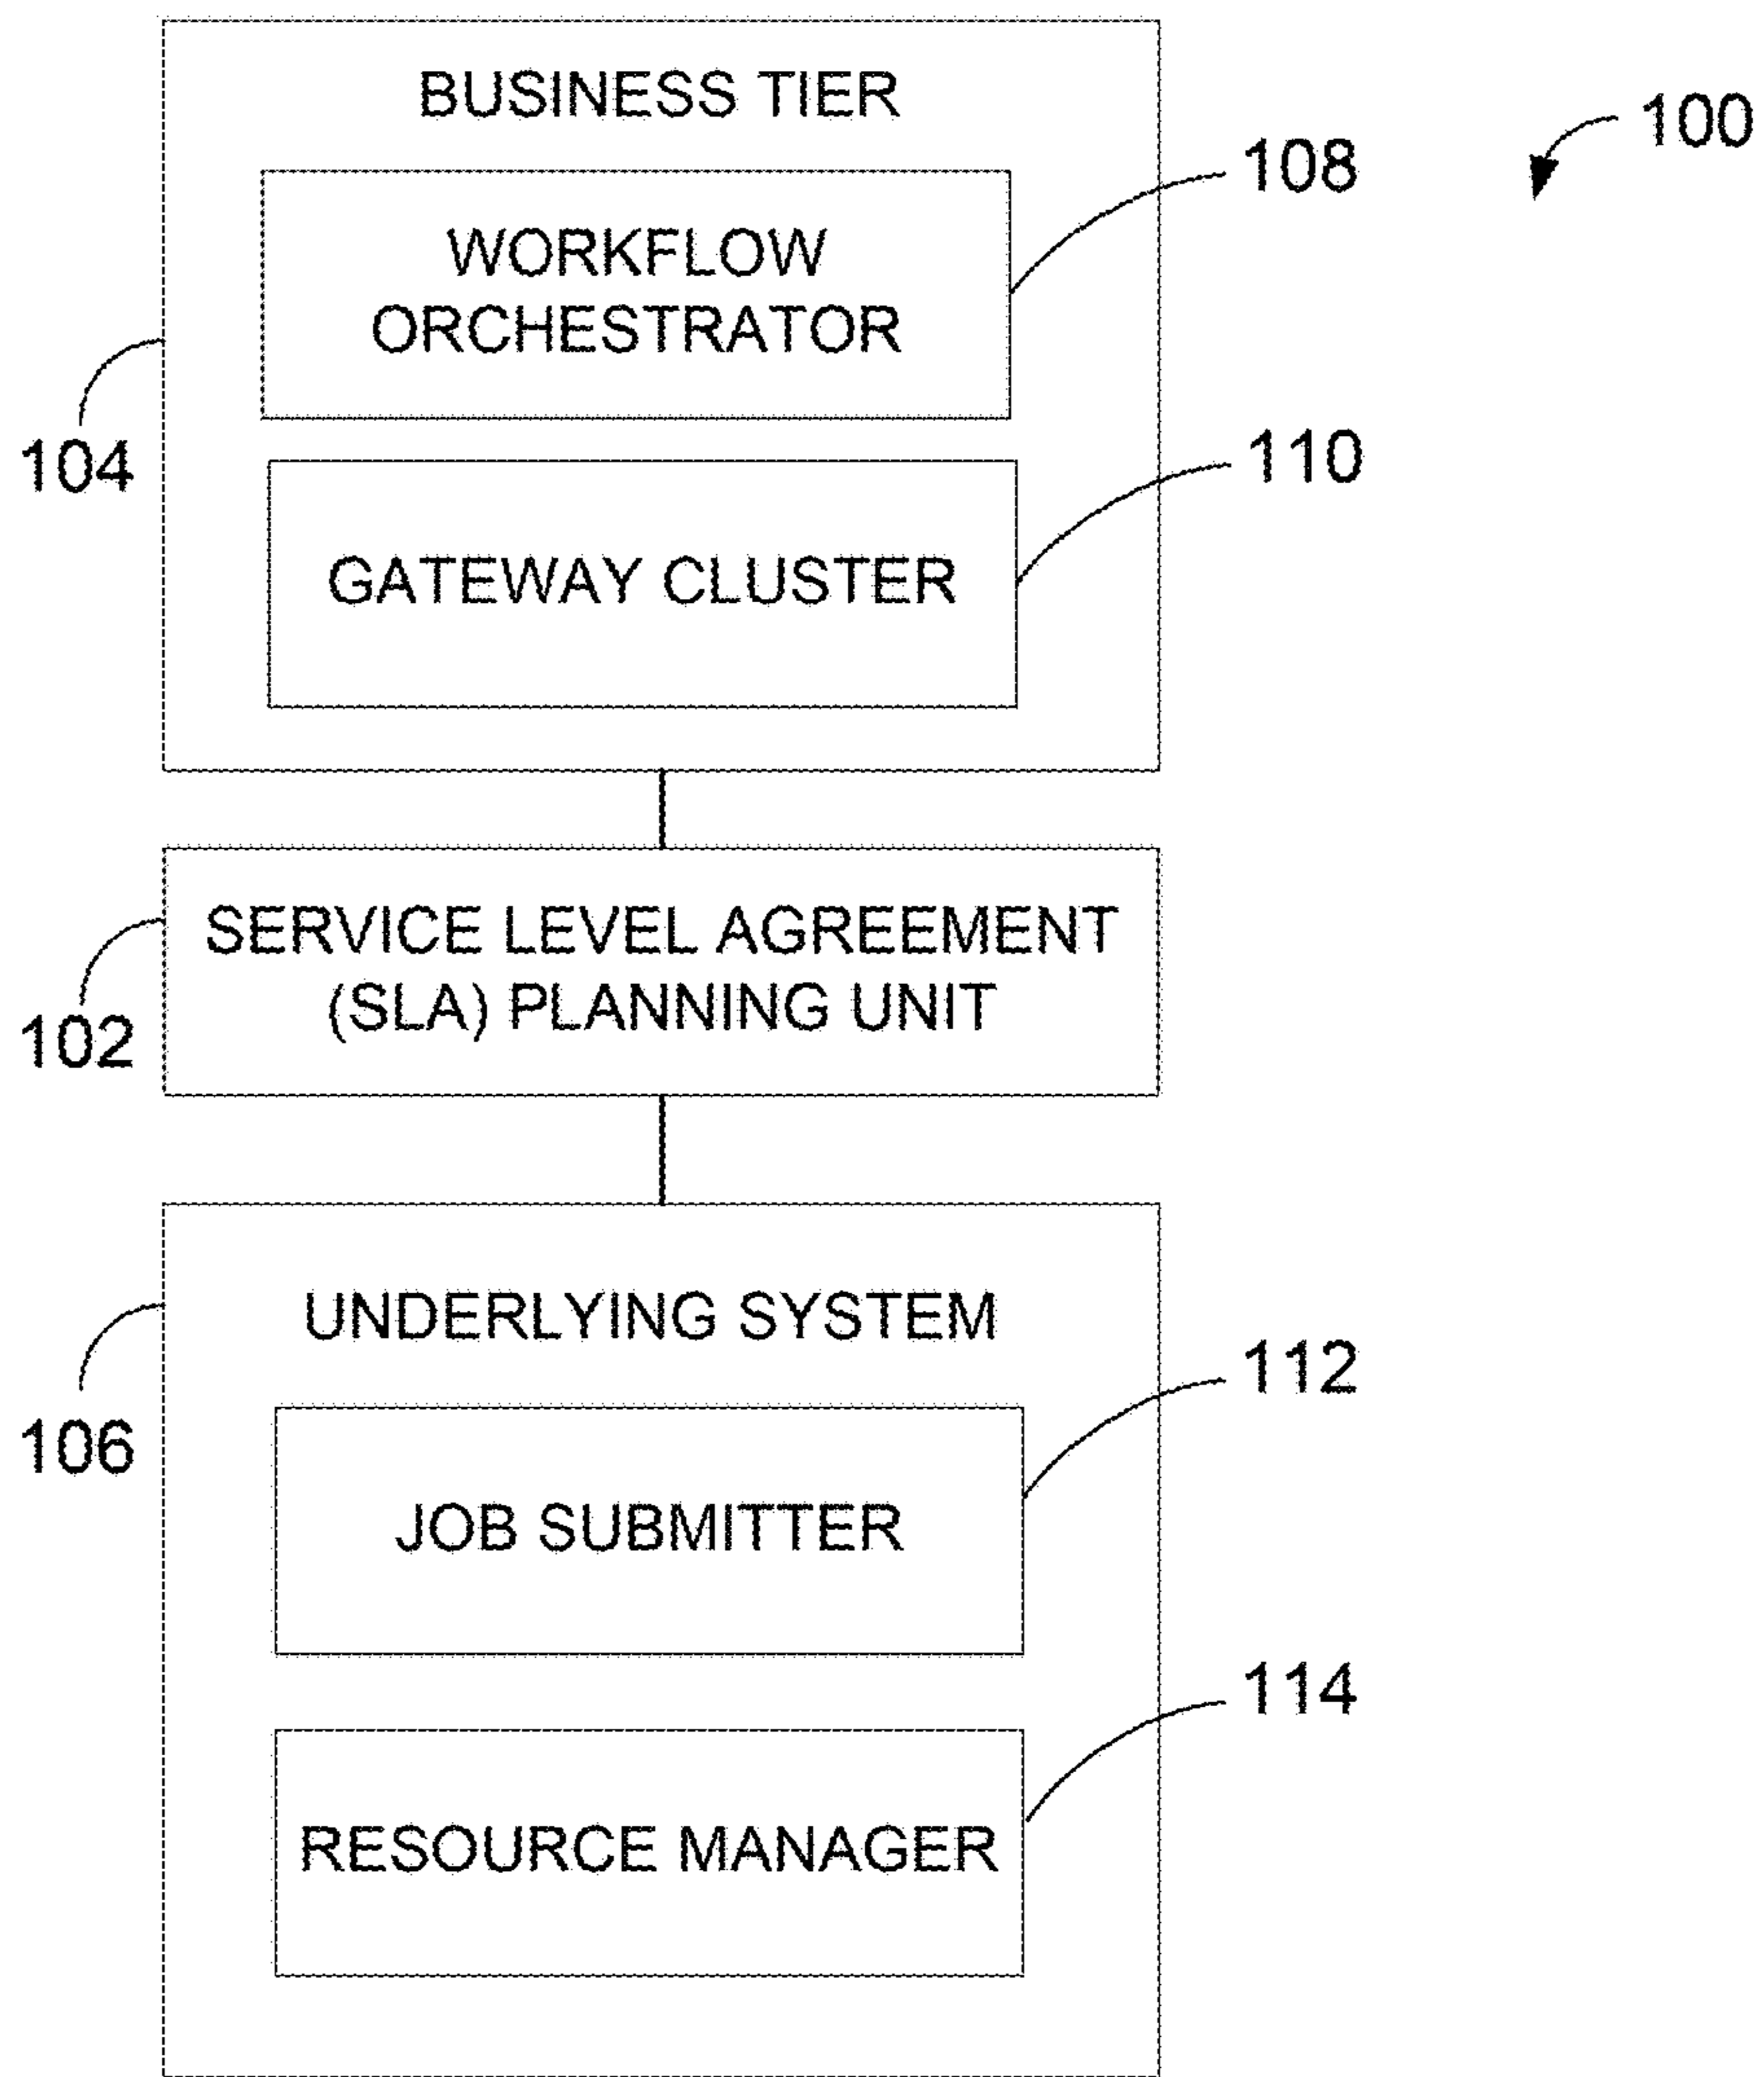 BUSINESS TIER
100
108
WORKFLOW
ORCHESTRATOR
104
110
GATEWAY CLUSTER
SERVICE LEVEL AGREEMENT
(SLA) PLANNING UNIT
102
UNDERLYING SYSTEM
112
106
JOB SUBMITTER
114
RESOURCE MANAGER